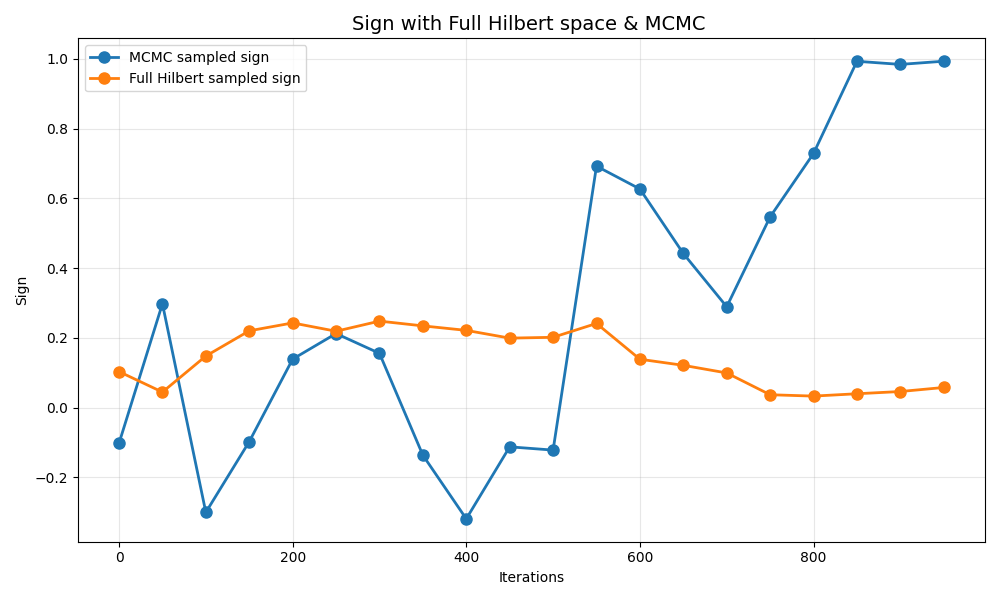 Sign with Full Hilbert space & MCMC
MCMC sampled sign
Full Hilbert sampled sign
1.0
0.8
0.6
0.4
0.2
0.0
−0.2
Sign
0
200
400
600
800
Iterations